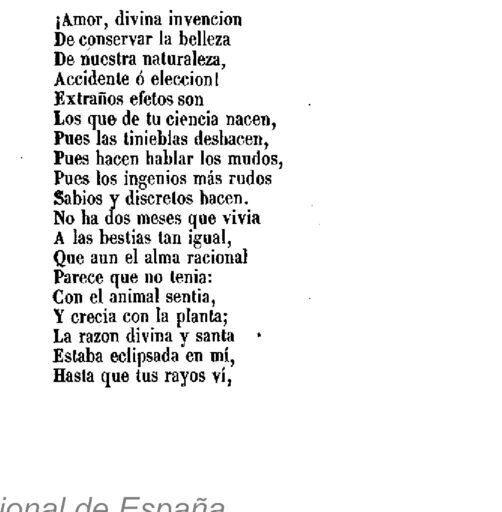 ¡Amor, divina invencion
De conservar la belleza
De nuestra naturaleza,
Accidente ó eleccion!
Extraños efetos son
Los que de tu ciencia nacen,
Pues las tinieblas deshacen,
Pues hacen hablar los mudos,
Pues los ingenios más rudos
Sabios y discretos hacen.
No ha dos meses que vivia
A las bestias tan igual,
Que aun el alma racional
Parece que no tenia:
Con el animal sentia,
Y crecia con la planta;
La razon divina y santa
Estaba eclipsada en mí,
Hasta que tus rayos ví,
ional de España